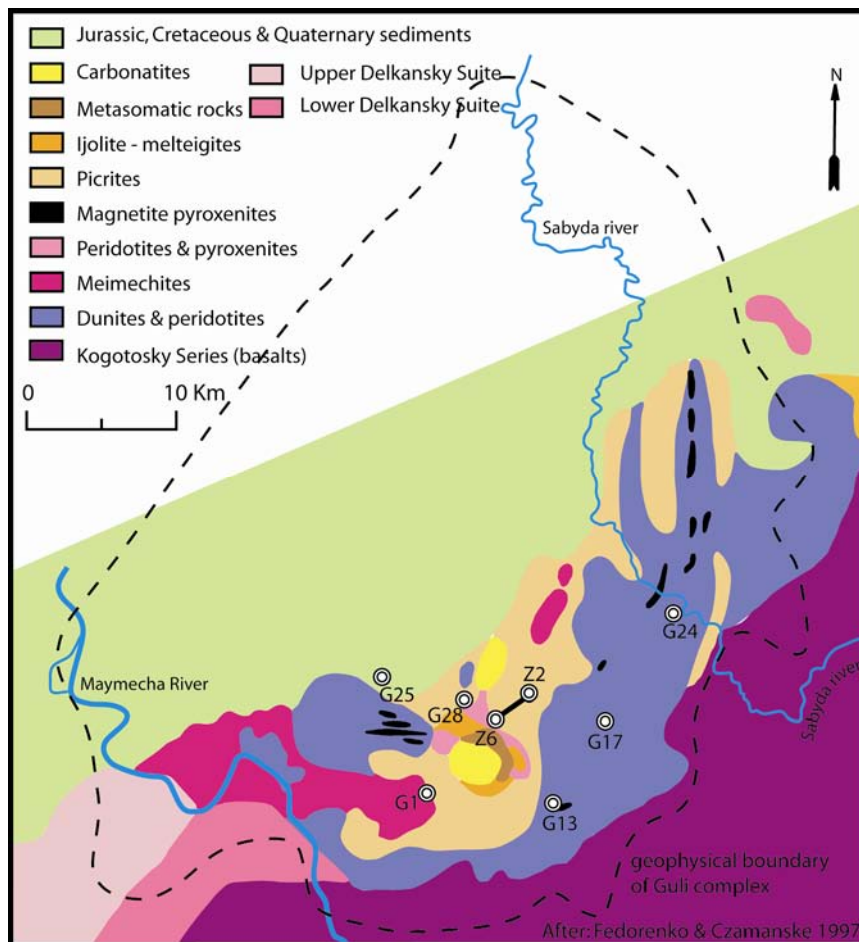 Jurassic, Cretaceous & Quaternary sediments
Carbonatites
Upper Delkansky Suite
Metasomatic rocks
Lower Delkansky Suite
Ijolite - melteigites
Picrites
Magnetite pyroxenites
Peridotites & pyroxenites
Meimechites
Dunites & peridotites
Kogotosky Series (basalts)
0 10 Km
N
Sabyda river
Maymecha River
G25
G28
Z2
Z6
G24
G17
G1
G13
Sabyda river
geophysical boundary
of Guli complex
After: Fedorenko & Czamanske 1997